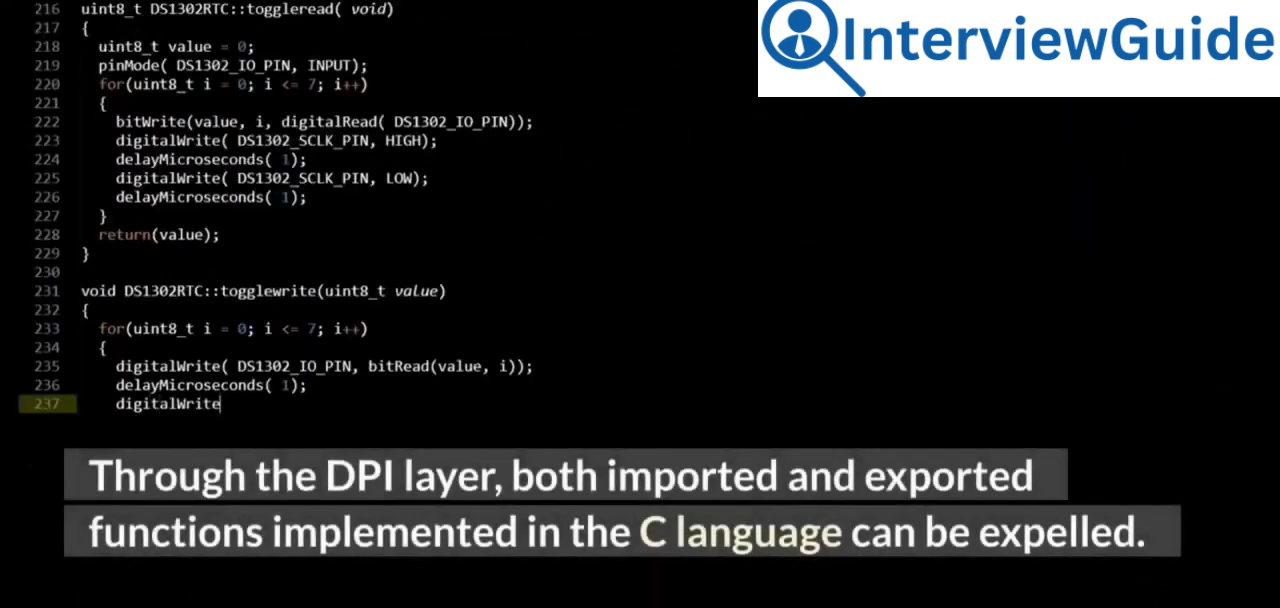 216 uint8_t DS1302RTC::toggleread( void)
InterviewGuide
217 {
218 uint8_t value = 0;
219 pinMode( DS1302_IO_PIN, INPUT);
220 for(uint8_t i = 0; i <= 7; i++)
221 {
222 bitWrite(value, i, digitalRead( DS1302_IO_PIN));
223 digitalWrite( DS1302_SCLK_PIN, HIGH);
224 delayMicroseconds( 1);
225 digitalWrite( DS1302_SCLK_PIN, LOW);
226 delayMicroseconds( 1);
227 }
228 return(value);
229 }
230
231 void DS1302RTC::togglewrite(uint8_t value)
232 {
233 for(uint8_t i = 0; i <= 7; i++)
234 {
235 digitalWrite( DS1302_IO_PIN, bitRead(value, i));
236 delayMicroseconds( 1);
237 digitalWrite
Through the DPI layer, both imported and exported
functions implemented in the C language can be expelled.